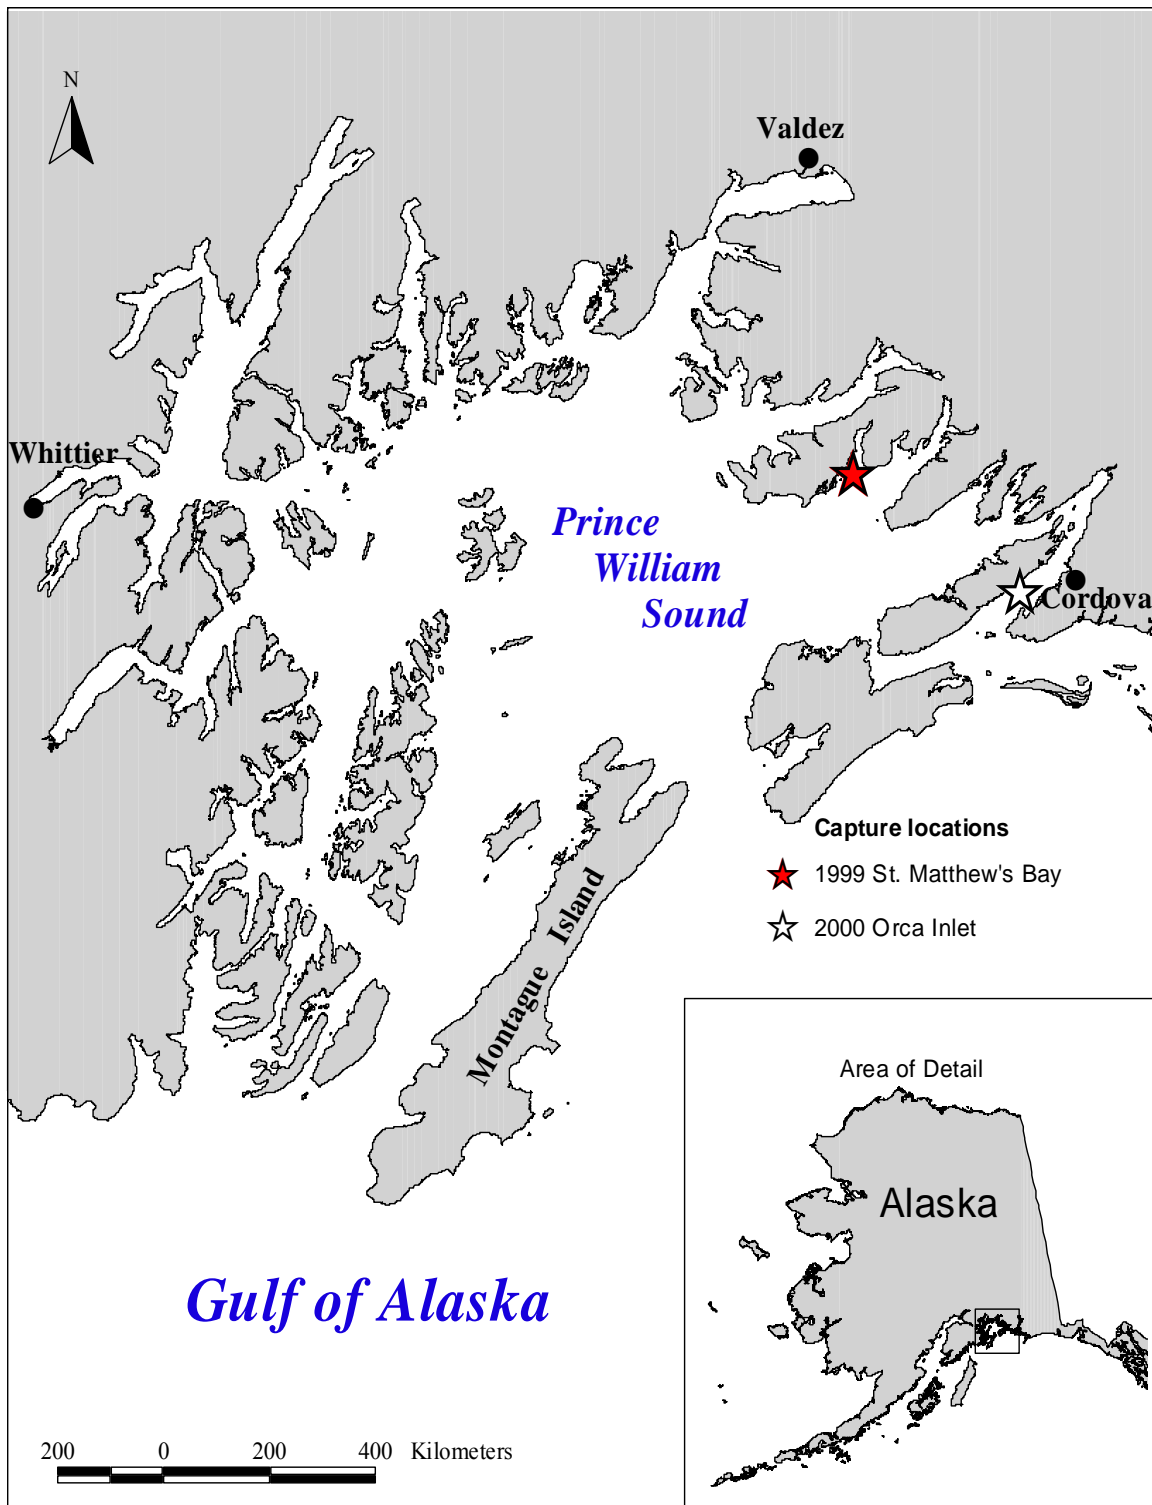 N
Valdez
Whittier
Prince
William
Sound
Cordova
Capture locations
1999 St. Matthew's Bay
2000 Orca Inlet
Montague Island
Area of Detail
Alaska
Gulf of Alaska
200 0 200 400 Kilometers